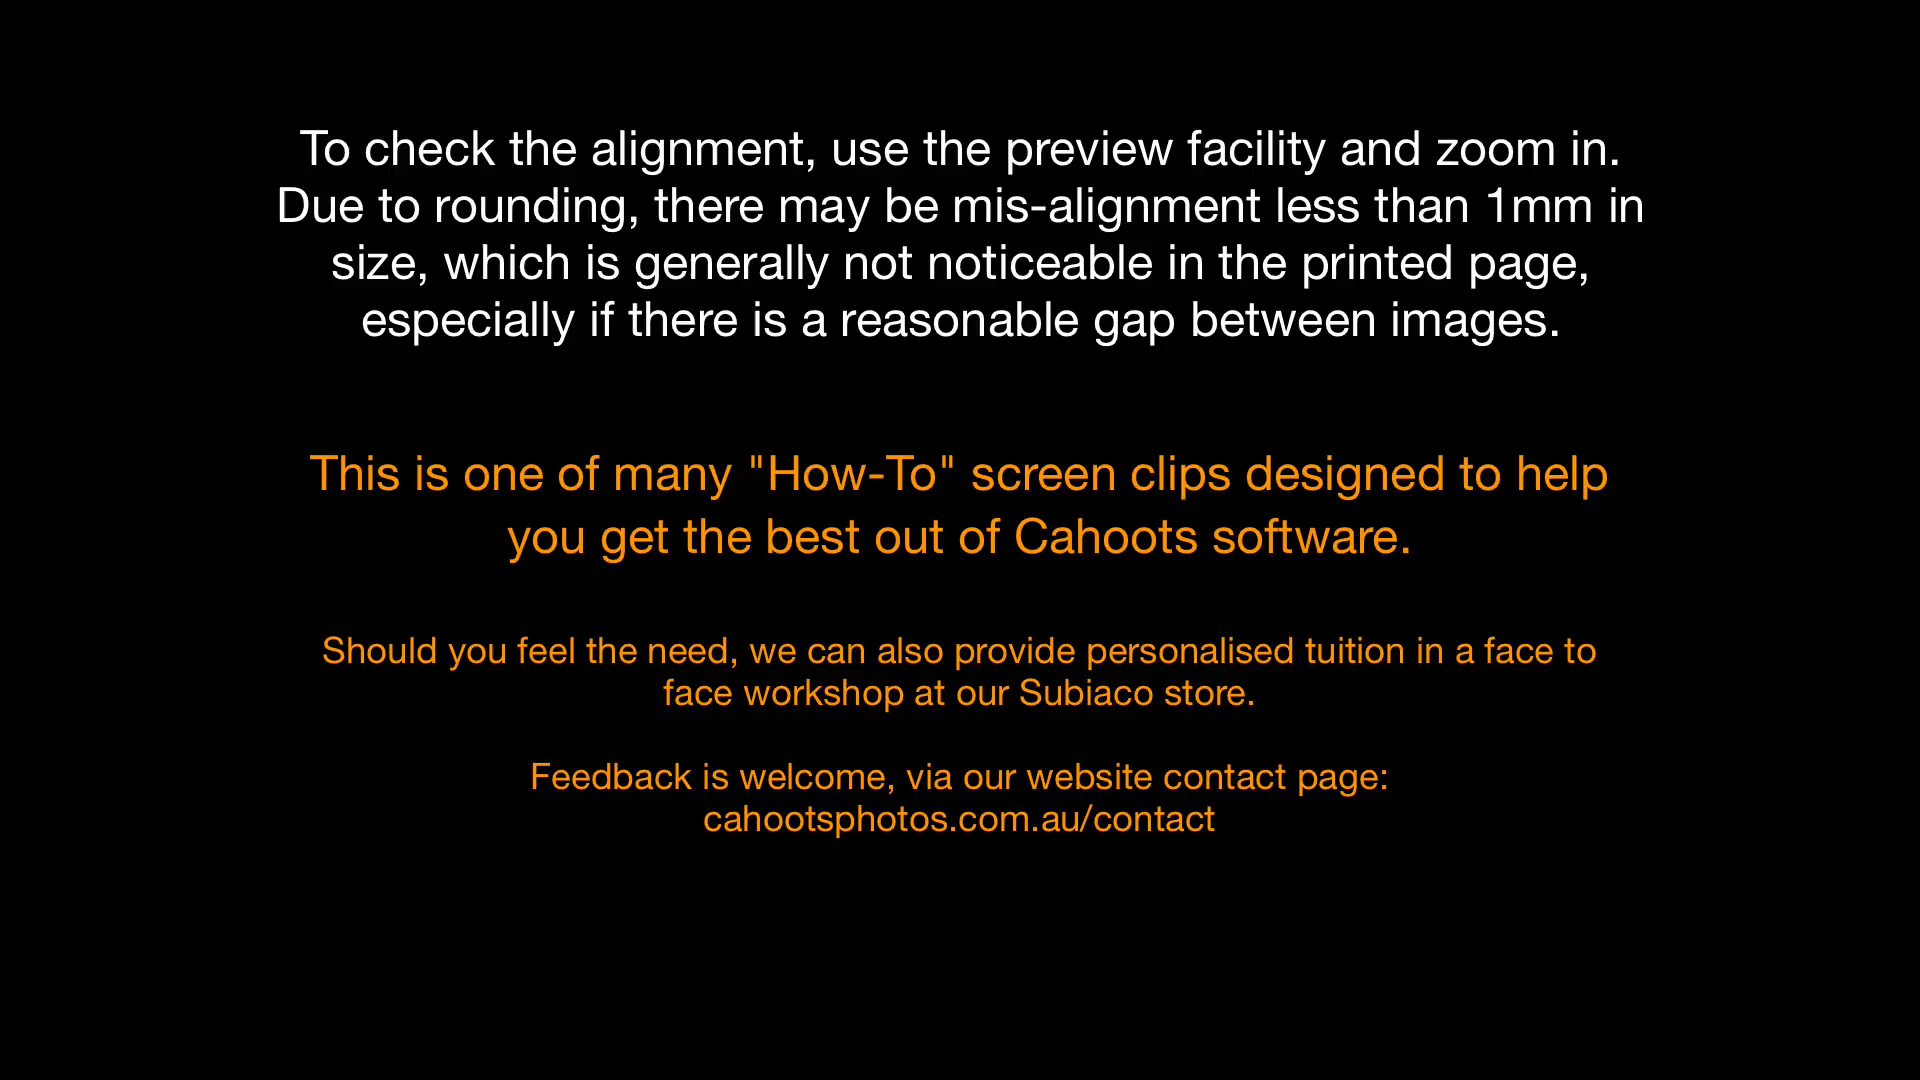 To check the alignment, use the preview facility and zoom in.
Due to rounding, there may be mis-alignment less than 1mm in
size, which is generally not noticeable in the printed page,
especially if there is a reasonable gap between images.
This is one of many "How-To" screen clips designed to help
you get the best out of Cahoots software.
Should you feel the need, we can also provide personalised tuition in a face to
face workshop at our Subiaco store.
Feedback is welcome, via our website contact page:
cahootsphotos.com.au/contact